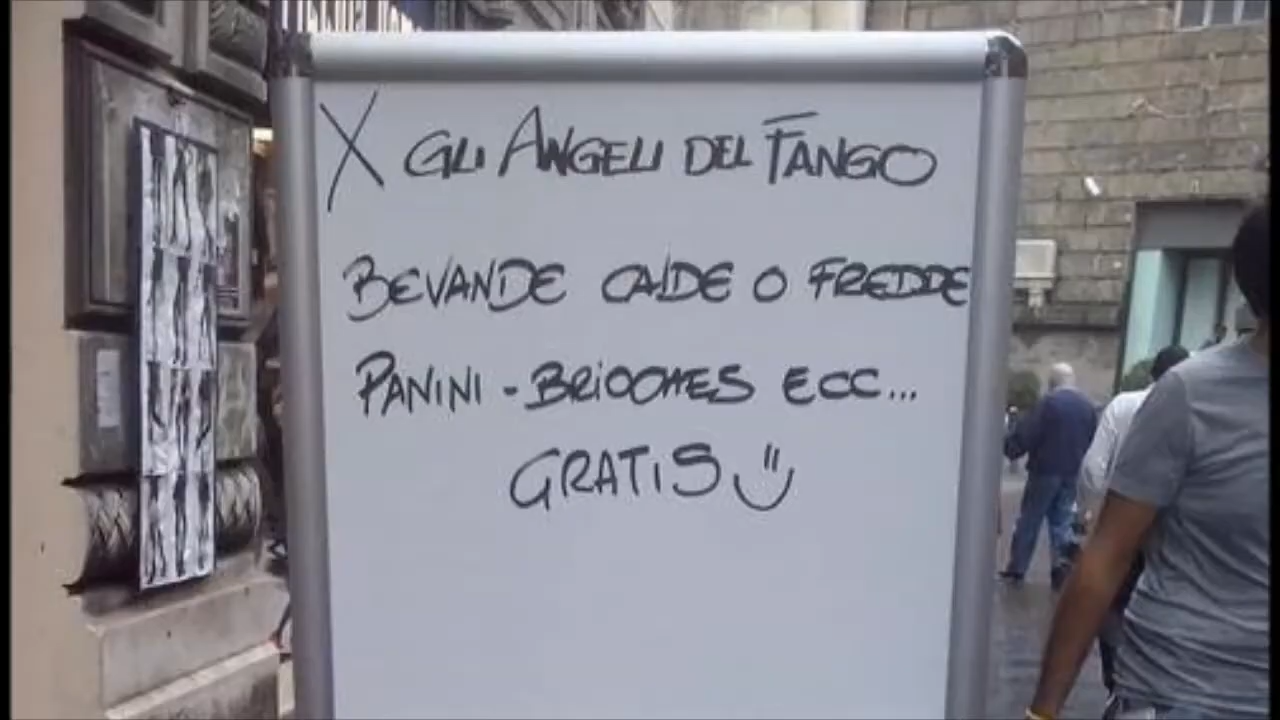 X GLI ANGELI DEL FANGO
BEVANDE CALDE O FREDDE
PANINI - BRIOCHES ECC...
GRATIS